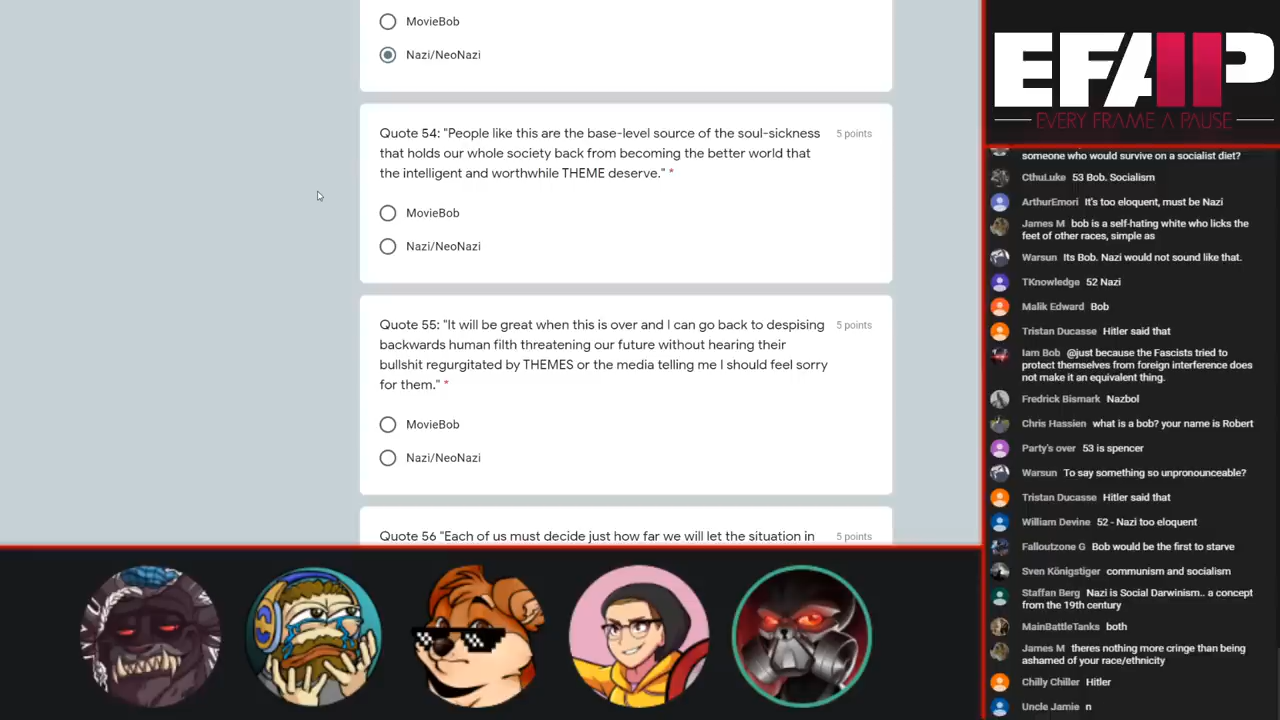 MovieBob
Nazi/NeoNazi
Quote 54: "People like this are the base-level source of the soul-sickness
5 points
that holds our whole society back from becoming the better world that
the intelligent and worthwhile THEME deserve." *
MovieBob
Nazi/NeoNazi
Quote 55: "It will be great when this is over and I can go back to despising
5 points
backwards human filth threatening our future without hearing their
bullshit regurgitated by THEMES or the media telling me I should feel sorry
for them." *
MovieBob
Nazi/NeoNazi
Quote 56 "Each of us must decide just how far we will let the situation in
5 points
EFAP
EVERY FRAME A PAUSE
someone who would survive on a socialist diet?
CthuLuke 53 Bob. Socialism
ArthurEmori It's too eloquent, must be Nazi
James M bob is a self-hating white who licks the
feet of other races, simple as
Warsun Its Bob. Nazi would not sound like that.
TKnowledge 52 Nazi
Malik Edward Bob
Tristan Ducasse Hitler said that
Iam Bob @just because the Fascists tried to
protect themselves from foreign interference does
not make it an equivalent thing.
Fredrick Bismark Nazbol
Chris Hassien what is a bob? your name is Robert
Party's over 53 is spencer
Warsun To say something so unpronounceable?
Tristan Ducasse Hitler said that
William Devine 52 - Nazi too eloquent
Falloutzone G Bob would be the first to starve
Sven Königstiger communism and socialism
Staffan Berg Nazi is Social Darwinism.. a concept
from the 19th century
MainBattleTanks both
James M theres nothing more cringe than being
ashamed of your race/ethnicity
Chilly Chiller Hitler
Uncle Jamie n